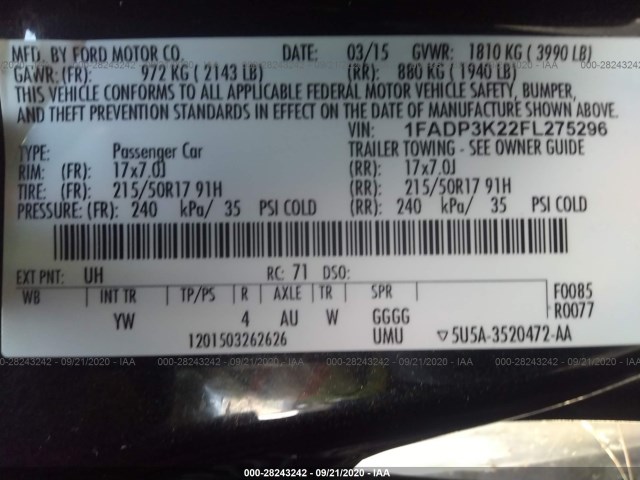 MFD. BY FORD MOTOR CO. DATE: 03/15 GVWR: 1810 KG ( 3990 LB)
GAWR: (FR): 972 KG ( 2143 LB) (RR): 880 KG ( 1940 LB)
THIS VEHICLE CONFORMS TO ALL APPLICABLE FEDERAL MOTOR VEHICLE SAFETY, BUMPER,
AND THEFT PREVENTION STANDARDS IN EFFECT ON THE DATE OF MANUFACTURE SHOWN ABOVE.
VIN: 1FADP3K22FL275296
TYPE: Passenger Car TRAILER TOWING - SEE OWNER GUIDE
RIM: (FR): 17x7.0J (RR): 17x7.0J
TIRE: (FR): 215/50R17 91H (RR): 215/50R17 91H
PRESSURE: (FR): 240 kPa/ 35 PSI COLD (RR): 240 kPa/ 35 PSI COLD
EXT PNT: UH RC: 71 DSO:
WB INT TR TP/PS R AXLE TR SPR F0085
YW 4 AU W GGGG R0077
1201503262626 UMU ▽5U5A-3520472-AA
000-28243242 - 09/21/2020 - IAA